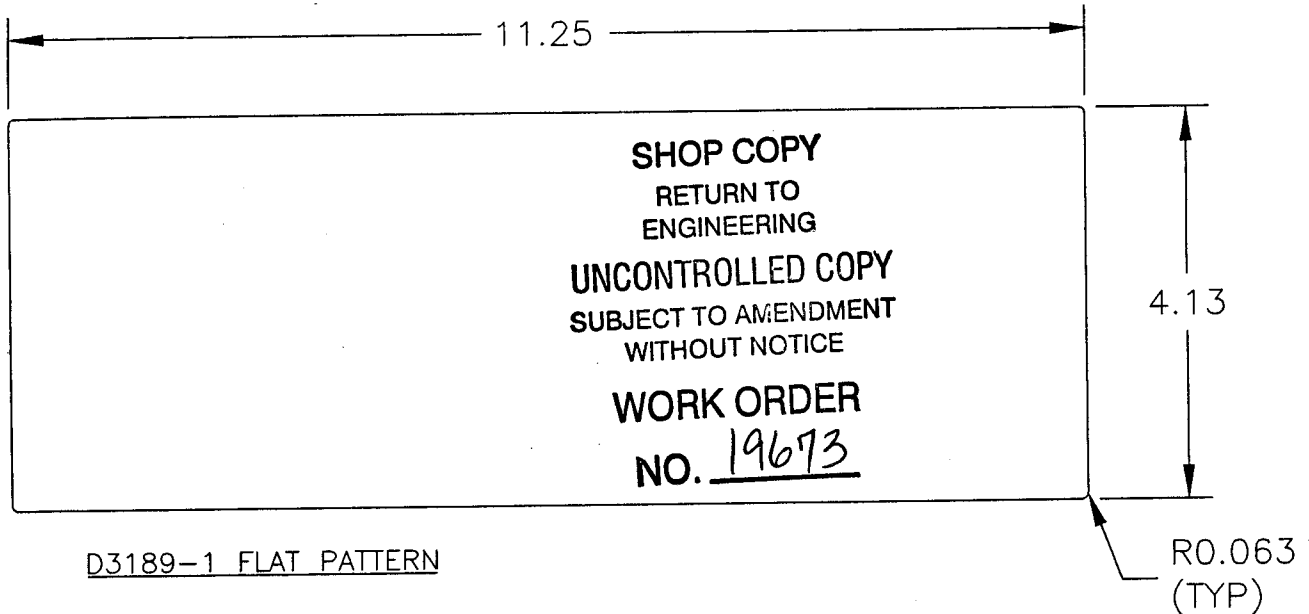 11.25
SHOP COPY
RETURN TO
ENGINEERING
UNCONTROLLED COPY
SUBJECT TO AMENDMENT
WITHOUT NOTICE
WORK ORDER
NO. 19673
4.13
R0.063
(TYP)
D3189-1 FLAT PATTERN